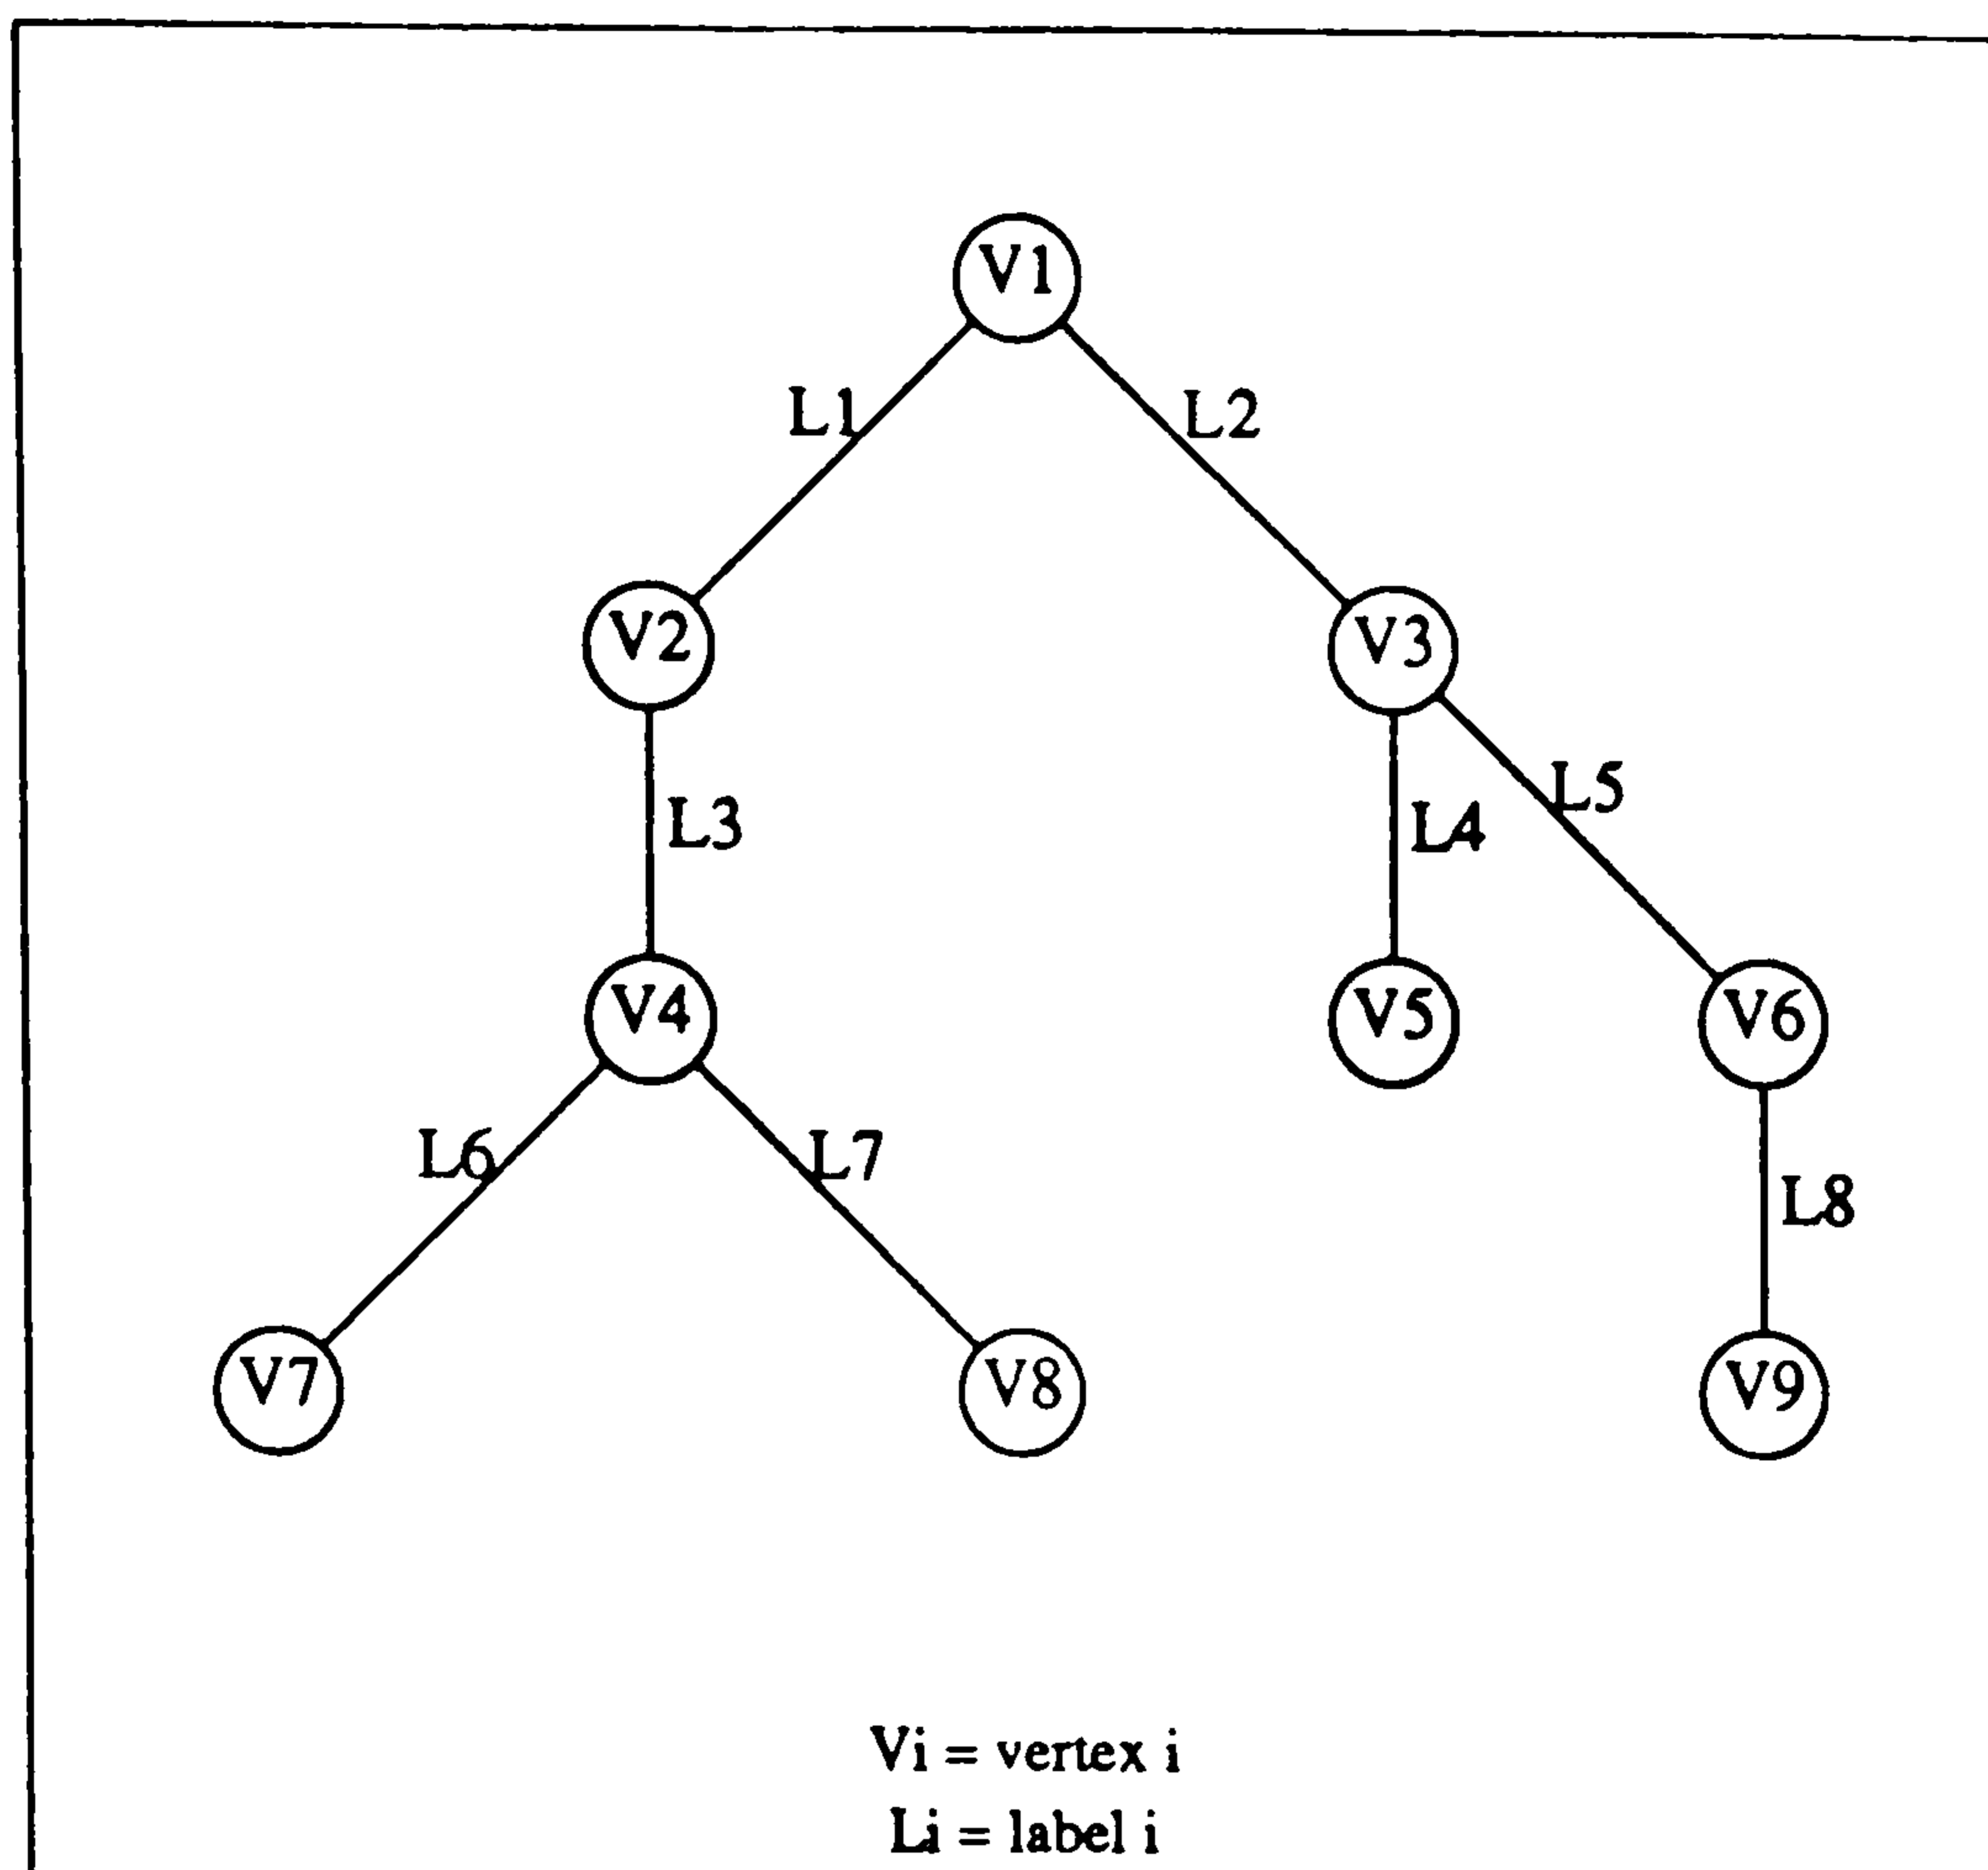 V1
L1 L2
V2 V3
L3 L4 L5
V4 V5 V6
L6 L7 L8
V7 V8 V9
Vi = vertex i
Li = label i